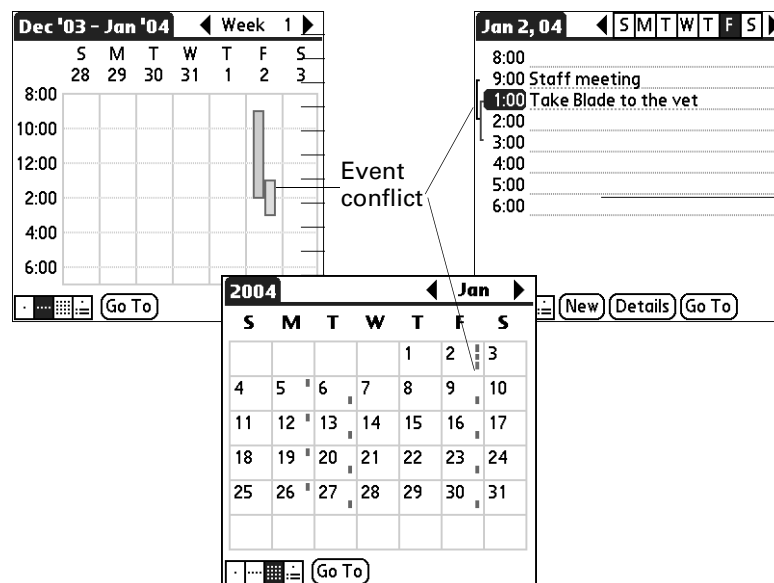 Dec '03 – Jan '04 Week 1
S M T W T F S
28 29 30 31 1 2 3
8:00
10:00
12:00
2:00
4:00
6:00
Go To
Event
conflict
Jan 2, 04 S M T W T F S
8:00
9:00 Staff meeting
1:00 Take Blade to the vet
2:00
3:00
4:00
5:00
6:00
New Details Go To
2004 Jan
S M T W T F S
1 2 3
4 5 6 7 8 9 10
11 12 13 14 15 16 17
18 19 20 21 22 23 24
25 26 27 28 29 30 31
Go To